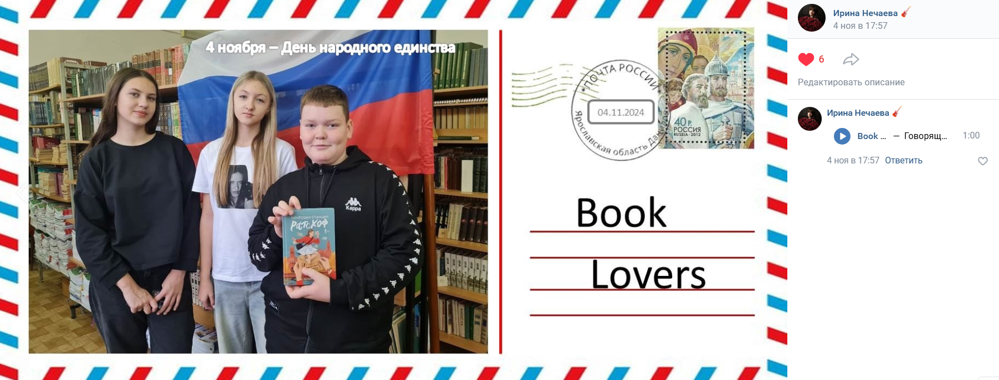 4 ноября – День народного единства
Kappa
ПОЧТОВАЯ СТАНЦИЯ
РАТСХОФ
*ПОЧТА РОССИИ*
04.11.2024
Ярославская область
40 Р.
РОССИЯ
RUSSIA • 2012
Book
Lovers
Ирина Нечаева
4 ноя в 17:57
6
Редактировать описание
Ирина Нечаева
Book ... — Говорящ... 1:00
4 ноя в 17:57 Ответить